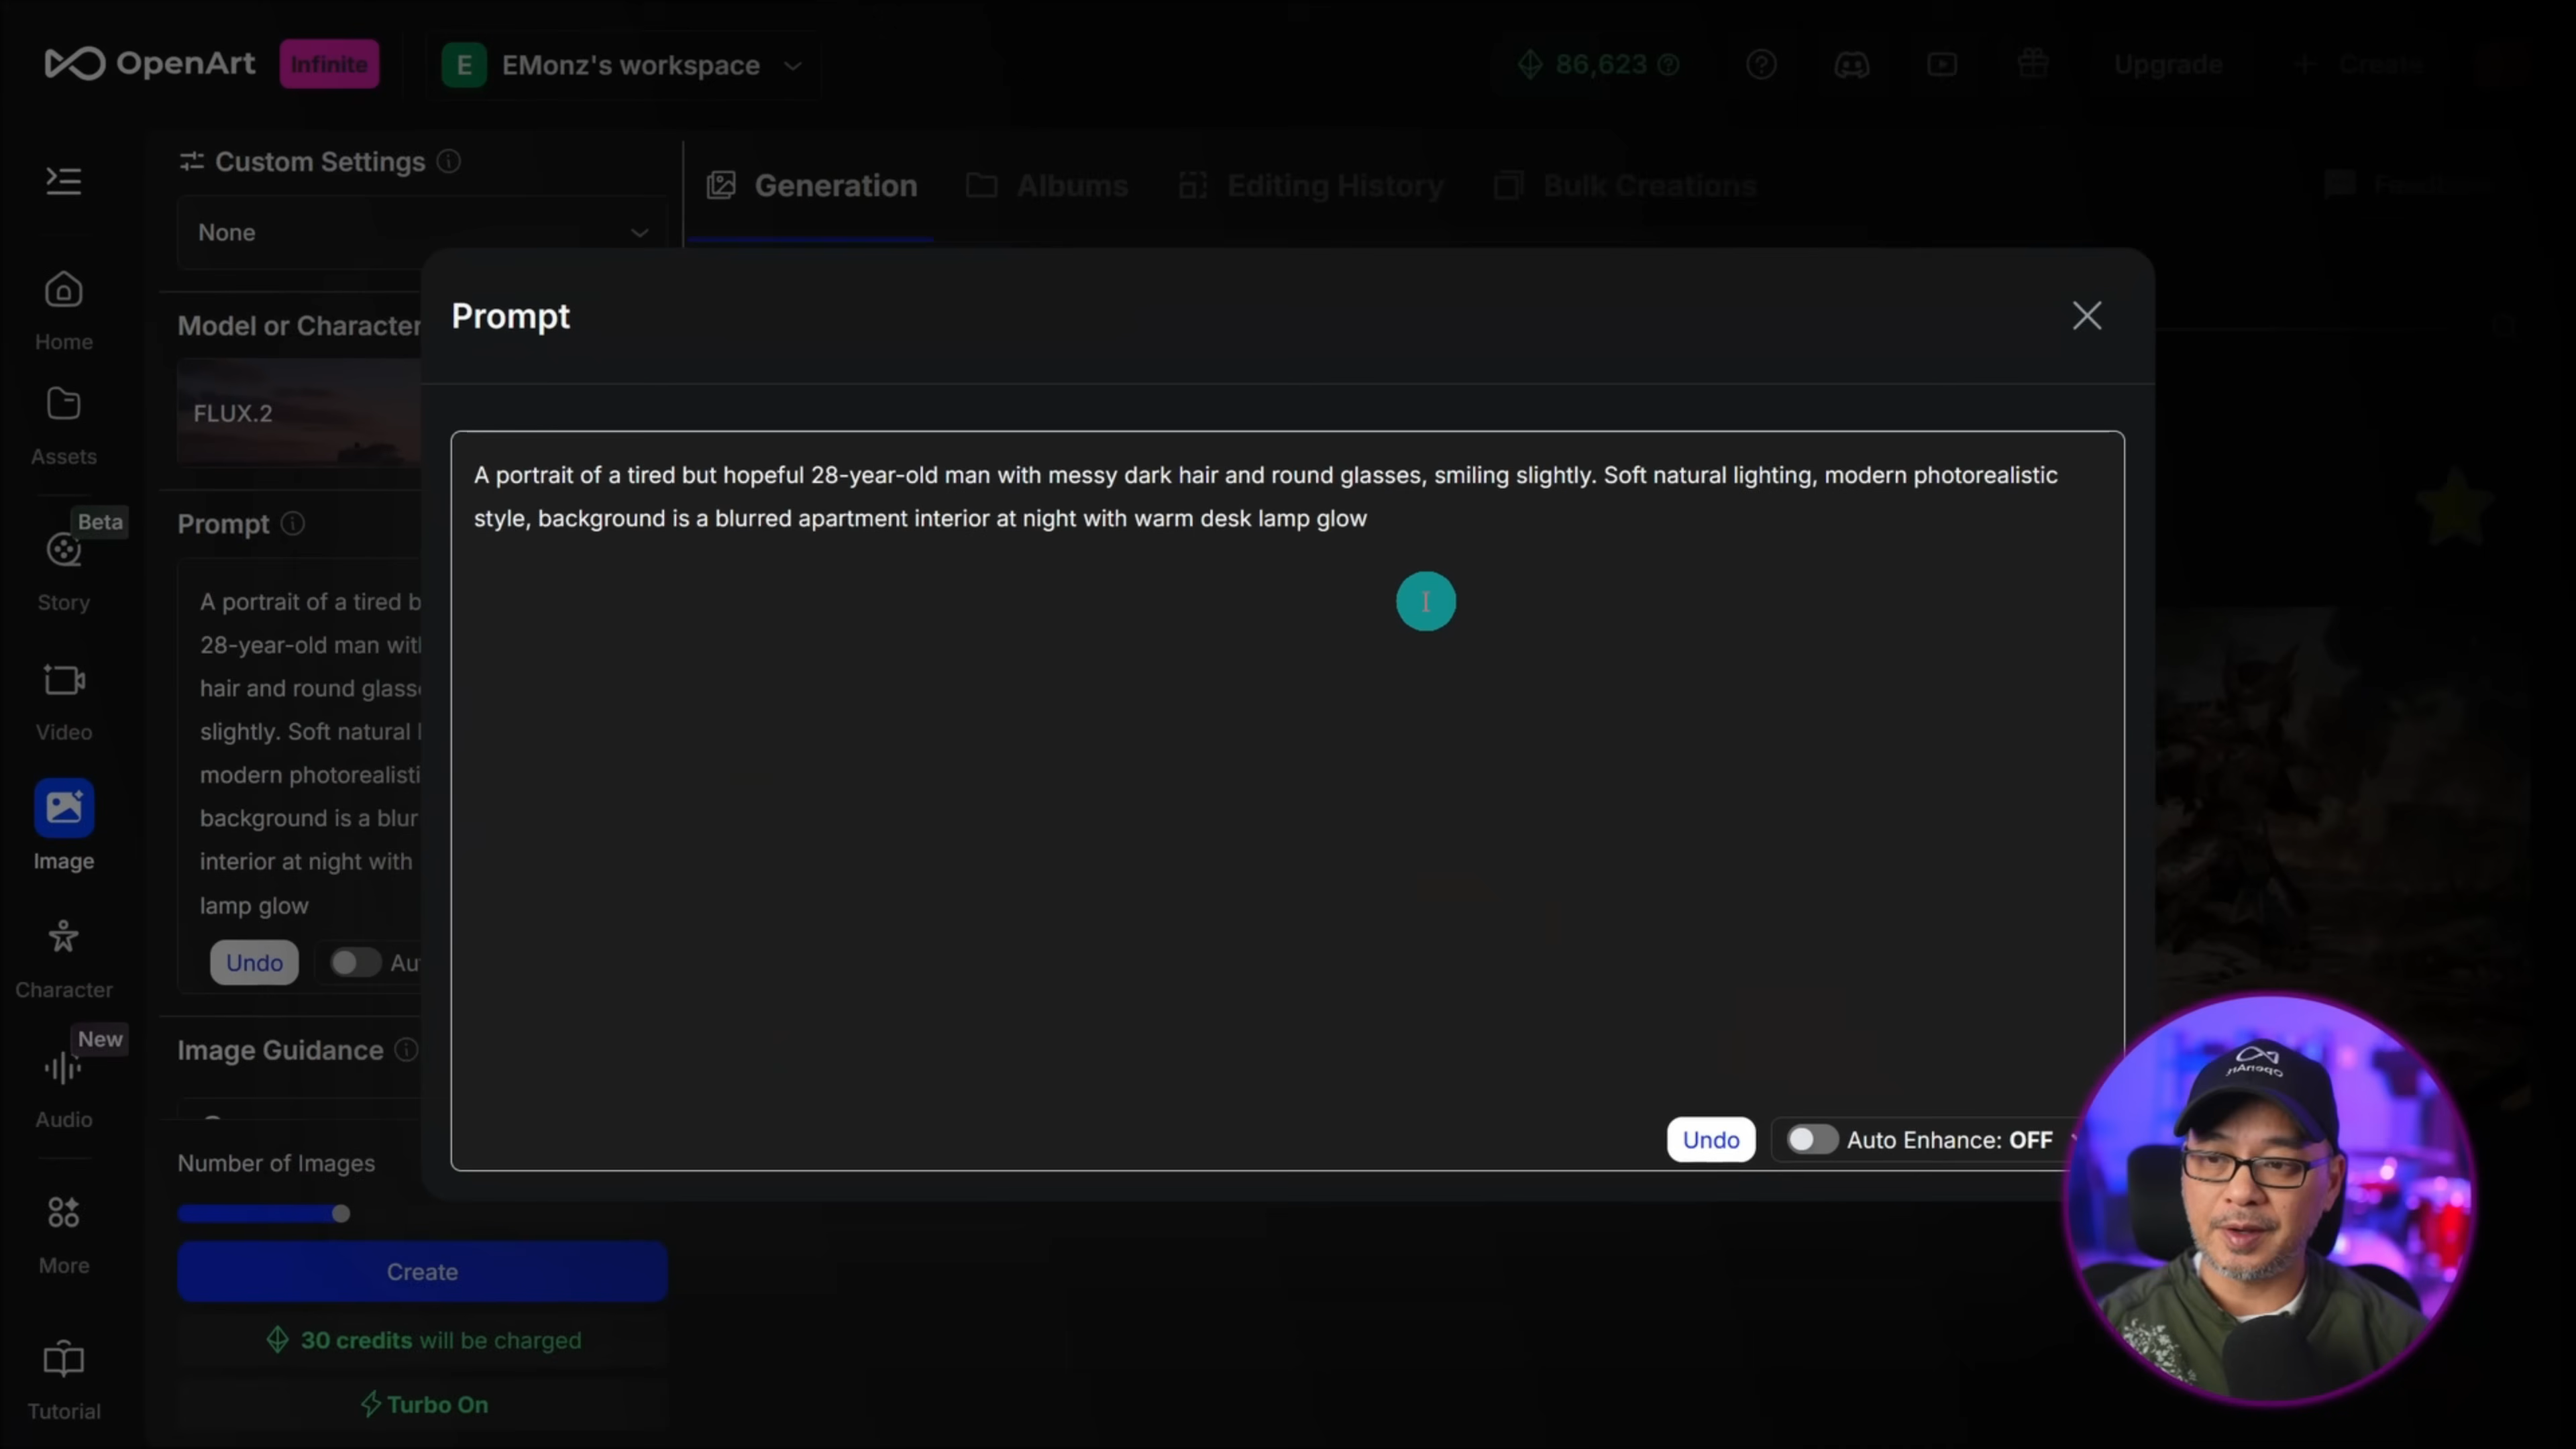 OpenArt
Infinite
E
EMonz's workspace
86,623
Upgrade
Create
Custom Settings
None
Generation
Albums
Editing History
Bulk Creations
Home
Assets
Beta
Story
Video
Image
Character
New
Audio
More
Tutorial
Model or Character
FLUX.2
Prompt
A portrait of a tired b
28-year-old man with
hair and round glass
slightly. Soft natural
modern photorealisti
background is a blur
interior at night with
lamp glow
Undo
Au
Image Guidance
Number of Images
Create
30 credits will be charged
Turbo On
Prompt
A portrait of a tired but hopeful 28-year-old man with messy dark hair and round glasses, smiling slightly. Soft natural lighting, modern photorealistic
style, background is a blurred apartment interior at night with warm desk lamp glow
Undo
Auto Enhance: OFF
OpenArt